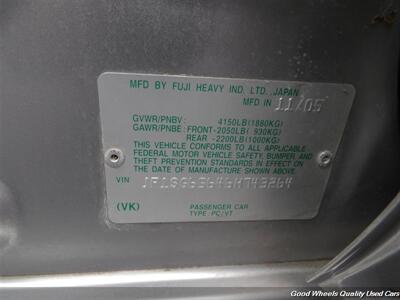 MFD BY FUJI HEAVY IND. LTD.,JAPAN
MFD IN 11/05
GVWR/PNBV: 4150LB(1880KG)
GAWR/PNBE: FRONT-2050LB( 930KG)
REAR -2200LB(1000KG)
THIS VEHICLE CONFORMS TO ALL APPLICABLE
FEDERAL MOTOR VEHICLE SAFETY, BUMPER, AND
THEFT PREVENTION STANDARDS IN EFFECT ON
THE DATE OF MANUFACTURE SHOWN ABOVE.
VIN JF1SG63646H743264
(VK) PASSENGER CAR
TYPE: PC/VT
© Good Wheels Quality Used Cars